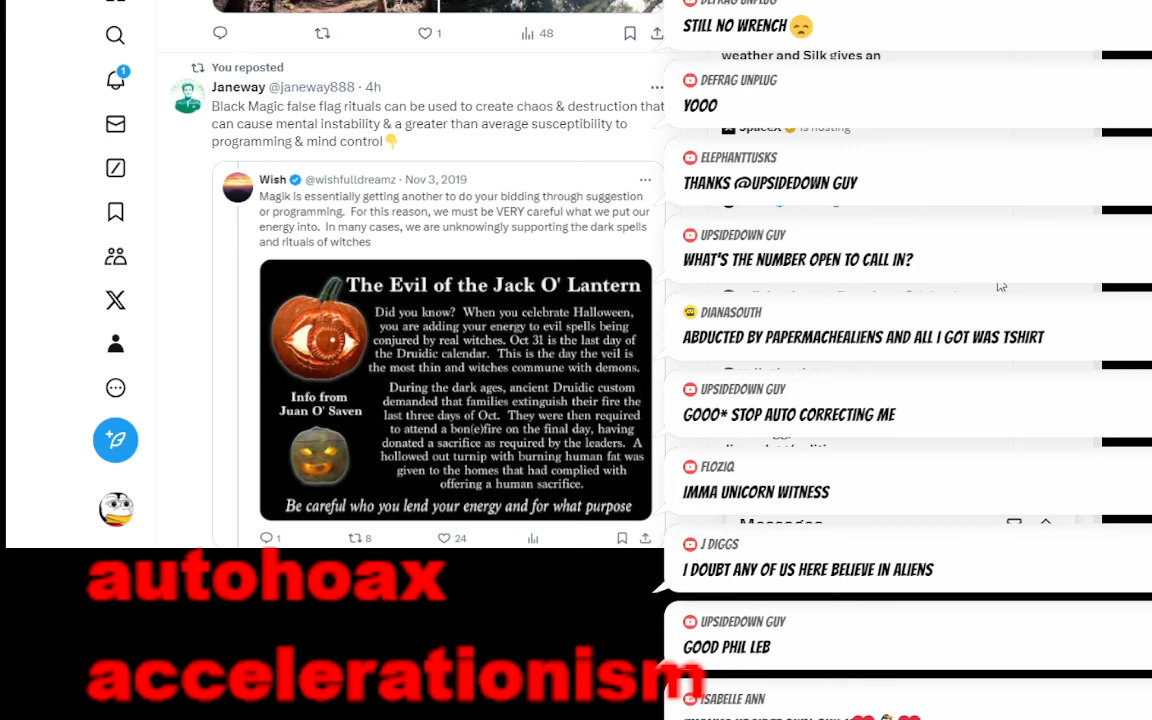 1
48
You reposted
Janeway @janeway888 · 4h
Black Magic false flag rituals can be used to create chaos & destruction that
can cause mental instability & a greater than average susceptibility to
programming & mind control👇
Wish @wishfulldreamz · Nov 3, 2019
Magik is essentially getting another to do your bidding through suggestion
or programming. For this reason, we must be VERY careful what we put our
energy into. In many cases, we are unknowingly supporting the dark spells
and rituals of witches
The Evil of the Jack O' Lantern
Did you know? When you celebrate Halloween,
you are adding your energy to evil spells being
conjured by real witches. Oct 31 is the last day of
the Druidic calendar. This is the day the veil is
the most thin and witches commune with demons.
Info from
Juan O' Saven
During the dark ages, ancient Druidic custom
demanded that families extinguish their fire the
last three days of Oct. They were then required
to attend a bon(e)fire on the final day, having
donated a sacrifice as required by the leaders. A
hollowed out turnip with burning human fat was
given to the homes that had complied with
offering a human sacrifice.
Be careful who you lend your energy and for what purpose
1
8
24
1
autohoax
accelerationism
DEFRAG UNPLUG
STILL NO WRENCH 😞
weather and Silk gives an
DEFRAG UNPLUG
YOOO
SpaceX is hosting
ELEPHANTTUSKS
THANKS @UPSIDEDOWN GUY
UPSIDEDOWN GUY
WHAT'S THE NUMBER OPEN TO CALL IN?
DIANASOUTH
ABDUCTED BY PAPERMACHEALIENS AND ALL I GOT WAS TSHIRT
UPSIDEDOWN GUY
GOOO* STOP AUTO CORRECTING ME
FLOZIQ
IMMA UNICORN WITNESS
Messages
J DIGGS
I DOUBT ANY OF US HERE BELIEVE IN ALIENS
UPSIDEDOWN GUY
GOOD PHIL LEB
ISABELLE ANN